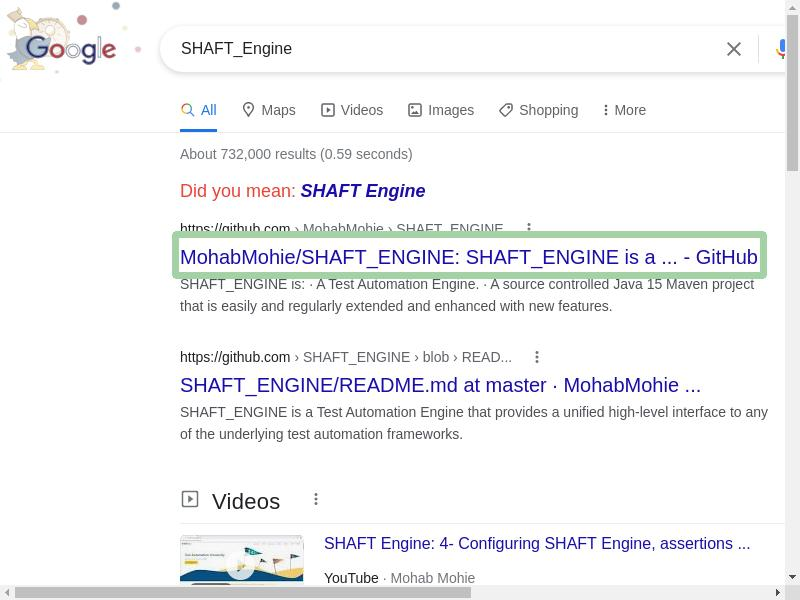 Google
SHAFT_Engine
All Maps Videos Images Shopping More
About 732,000 results (0.59 seconds)
Did you mean: SHAFT Engine
https://github.com › MohabMohie › SHAFT_ENGINE
MohabMohie/SHAFT_ENGINE: SHAFT_ENGINE is a ... - GitHub
SHAFT_ENGINE is: · A Test Automation Engine. · A source controlled Java 15 Maven project
that is easily and regularly extended and enhanced with new features.
https://github.com › SHAFT_ENGINE › blob › READ...
SHAFT_ENGINE/README.md at master · MohabMohie ...
SHAFT_ENGINE is a Test Automation Engine that provides a unified high-level interface to any
of the underlying test automation frameworks.
Videos
SHAFT Engine: 4- Configuring SHAFT Engine, assertions ...
YouTube · Mohab Mohie